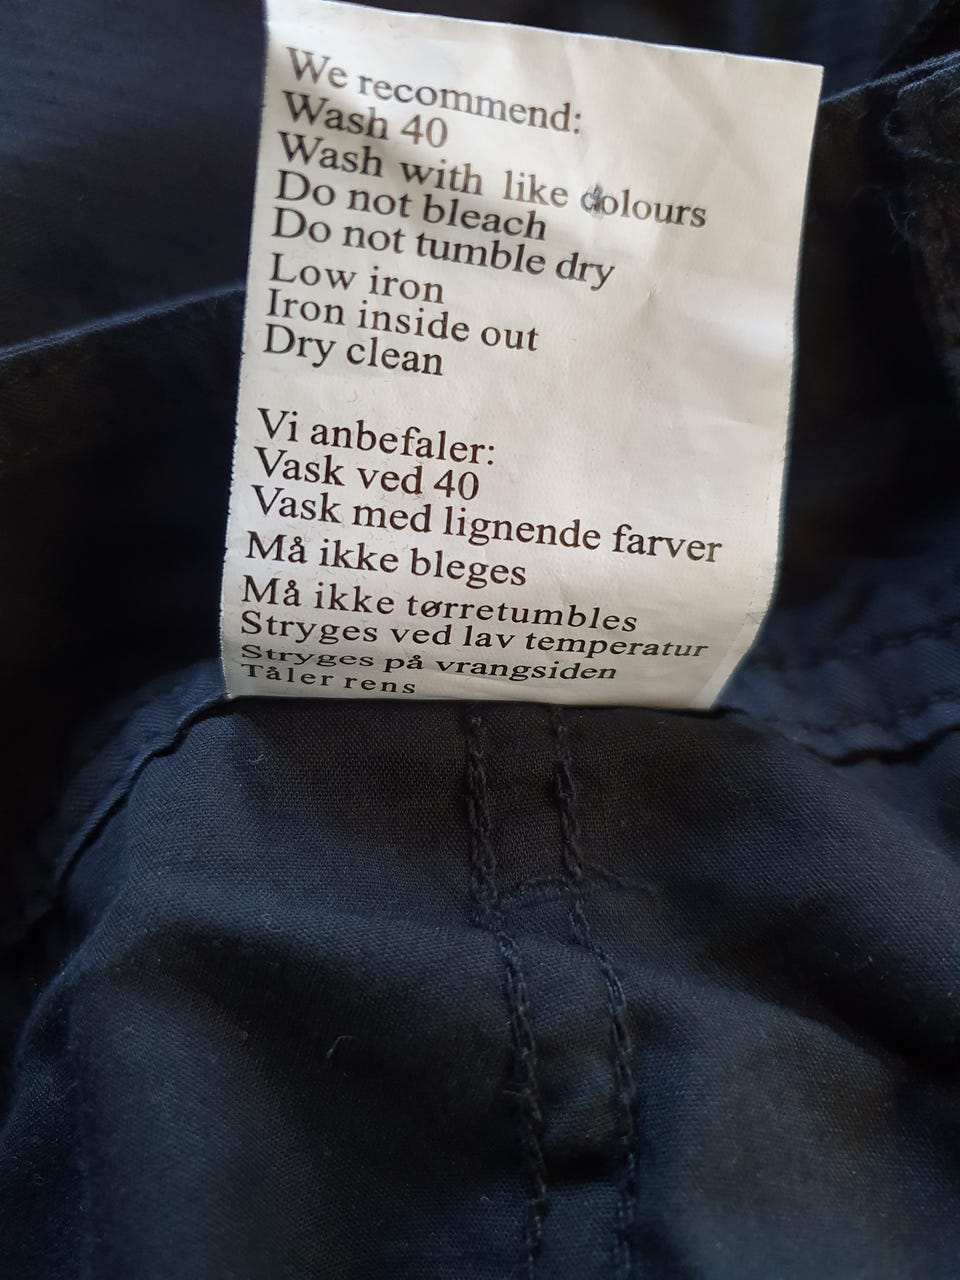 We recommend:
Wash 40
Wash with like colours
Do not bleach
Do not tumble dry
Low iron
Iron inside out
Dry clean
Vi anbefaler:
Vask ved 40
Vask med lignende farver
Må ikke bleges
Må ikke tørretumbles
Stryges ved lav temperatur
Stryges på vrangsiden
Tåler rens